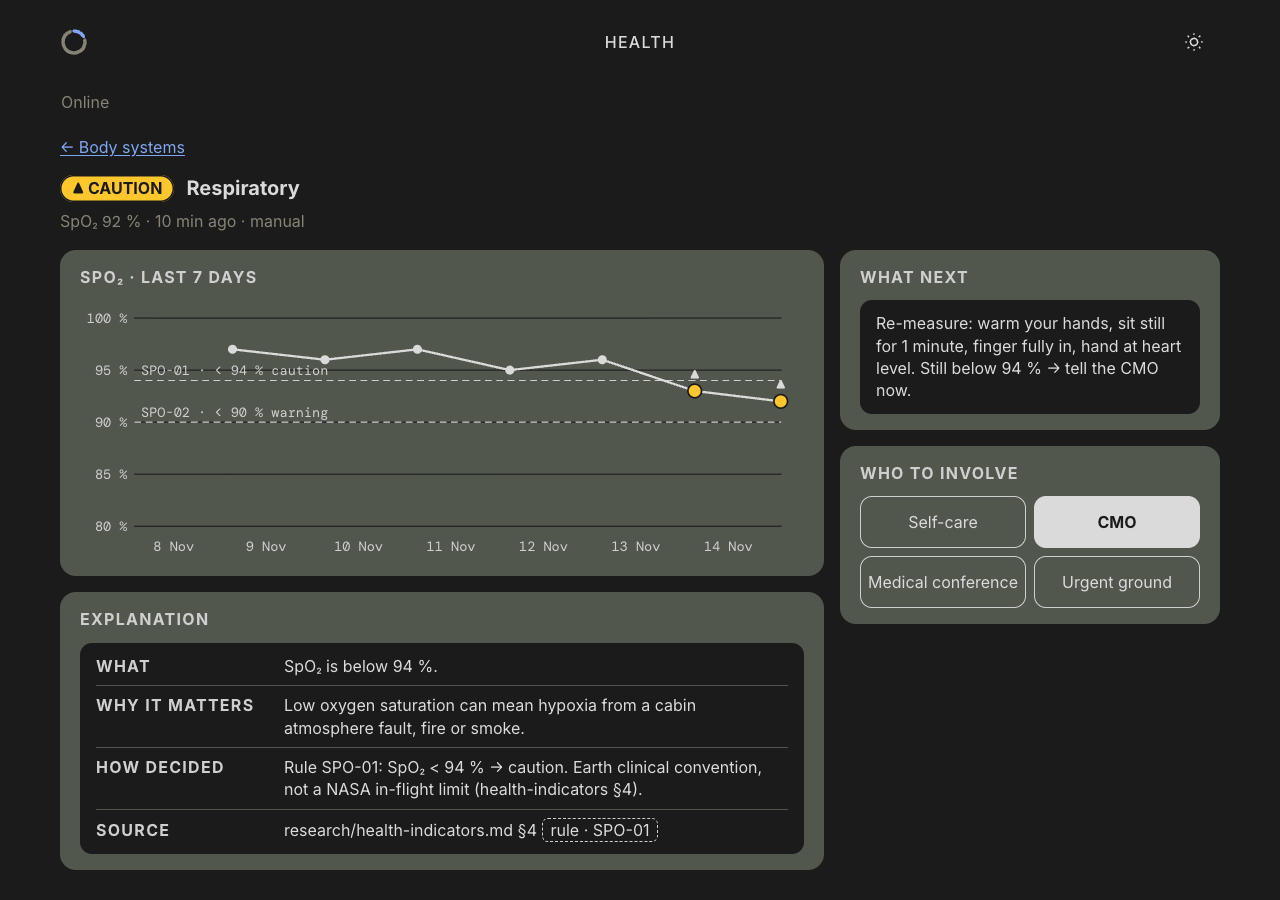 HEALTH
Online
← Body systems
▲ CAUTION Respiratory
SpO₂ 92 % · 10 min ago · manual
SPO₂ · LAST 7 DAYS
100 %
95 %
SPO-01 · < 94 % caution
SPO-02 · < 90 % warning
90 %
85 %
80 %
8 Nov 9 Nov 10 Nov 11 Nov 12 Nov 13 Nov 14 Nov
EXPLANATION
WHAT SpO₂ is below 94 %.
WHY IT MATTERS Low oxygen saturation can mean hypoxia from a cabin
atmosphere fault, fire or smoke.
HOW DECIDED Rule SPO-01: SpO₂ < 94 % → caution. Earth clinical convention,
not a NASA in-flight limit (health-indicators §4).
SOURCE research/health-indicators.md §4 rule · SPO-01
WHAT NEXT
Re-measure: warm your hands, sit still
for 1 minute, finger fully in, hand at heart
level. Still below 94 % → tell the CMO
now.
WHO TO INVOLVE
Self-care CMO
Medical conference Urgent ground